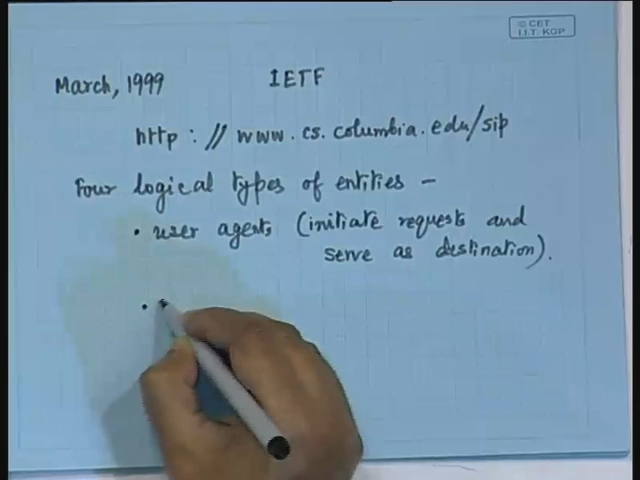 © CET
I.I.T. KGP
March, 1999 IETF
http://www.cs.columbia.edu/sip
Four logical types of entities -
• user agents (initiate requests and
serve as destination).
•